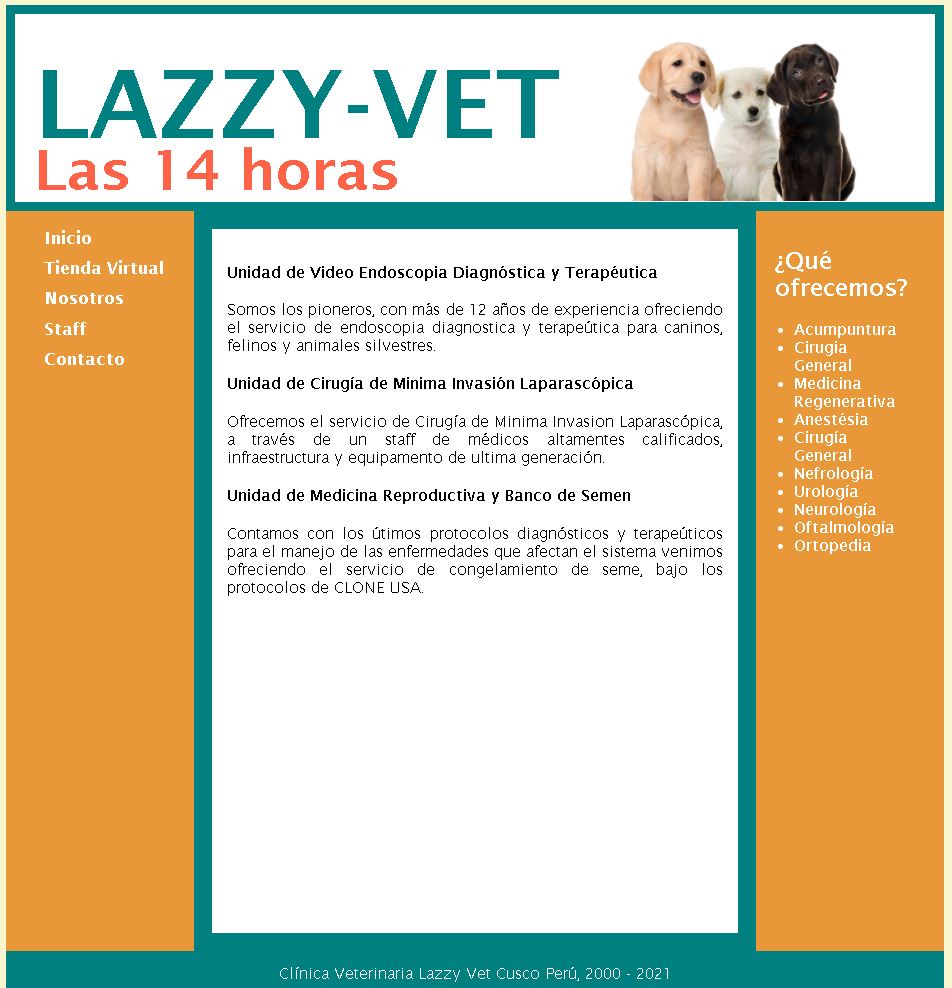 LAZZY-VET
Las 14 horas
Inicio
Tienda Virtual
Nosotros
Staff
Contacto
Unidad de Video Endoscopia Diagnóstica y Terapéutica
Somos los pioneros, con más de 12 años de experiencia ofreciendo
el servicio de endoscopia diagnostica y terapeútica para caninos,
felinos y animales silvestres.
Unidad de Cirugía de Minima Invasión Laparascópica
Ofrecemos el servicio de Cirugía de Minima Invasion Laparascópica,
a través de un staff de médicos altamentes calificados,
infraestructura y equipamento de ultima generación.
Unidad de Medicina Reproductiva y Banco de Semen
Contamos con los útimos protocolos diagnósticos y terapeúticos
para el manejo de las enfermedades que afectan el sistema venimos
ofreciendo el servicio de congelamiento de seme, bajo los
protocolos de CLONE USA.
¿Qué
ofrecemos?
Acumpuntura
Cirugia
General
Medicina
Regenerativa
Anestésia
Cirugía
General
Nefrología
Urología
Neurología
Oftalmología
Ortopedia
Clínica Veterinaria Lazzy Vet Cusco Perú, 2000 - 2021